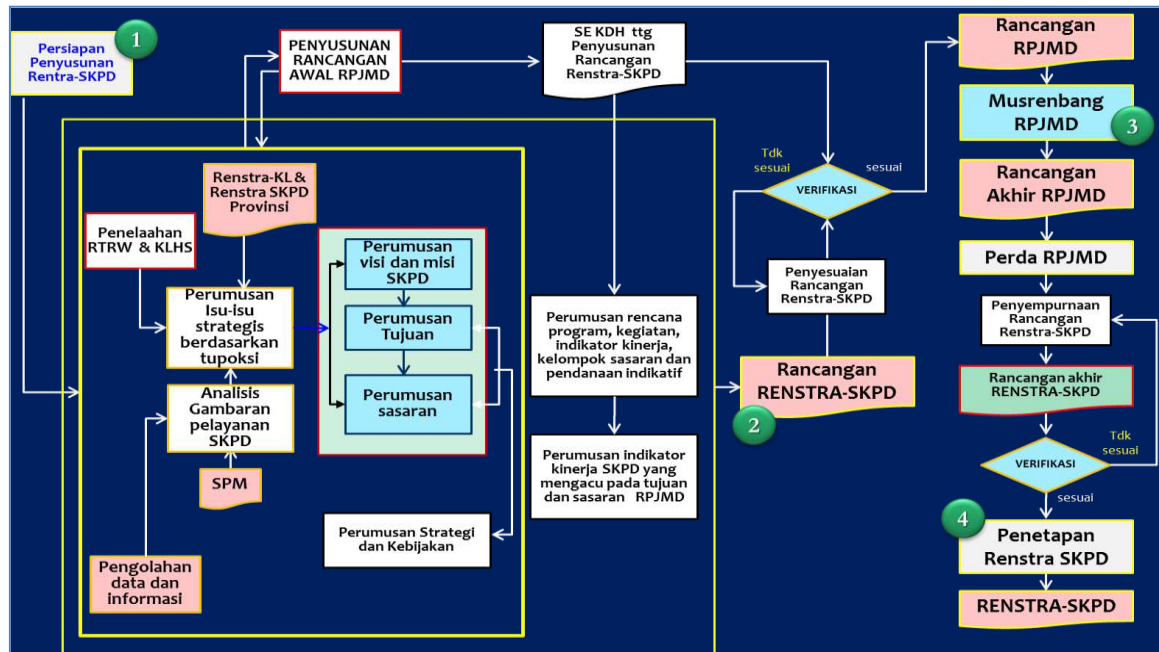 1
Persiapan
Penyusunan
Rentra-SKPD
PENYUSUNAN
RANCANGAN
AWAL RPJMD
SE KDH ttg
Penyusunan
Rancangan
Renstra-SKPD
Rancangan
RPJMD
Musrenbang
RPJMD
3
Rancangan
Akhir RPJMD
Perda RPJMD
Penyempurnaan
Rancangan
Renstra-SKPD
Rancangan akhir
RENSTRA-SKPD
Tdk
sesuai
VERIFIKASI
sesuai
4
Penetapan
Renstra SKPD
RENSTRA-SKPD
Tdk
sesuai
sesuai
VERIFIKASI
Penyesuaian
Rancangan
Renstra-SKPD
Rancangan
RENSTRA-SKPD
2
Renstra-KL &
Renstra SKPD
Provinsi
Penelaahan
RTRW & KLHS
Perumusan
Isu-isu
strategis
berdasarkan
tupoksi
Analisis
Gambaran
pelayanan
SKPD
SPM
Pengolahan
data dan
informasi
Perumusan
visi dan misi
SKPD
Perumusan
Tujuan
Perumusan
sasaran
Perumusan Strategi
dan Kebijakan
Perumusan rencana
program, kegiatan,
indikator kinerja,
kelompok sasaran dan
pendanaan indikatif
Perumusan indikator
kinerja SKPD yang
mengacu pada tujuan
dan sasaran RPJMD